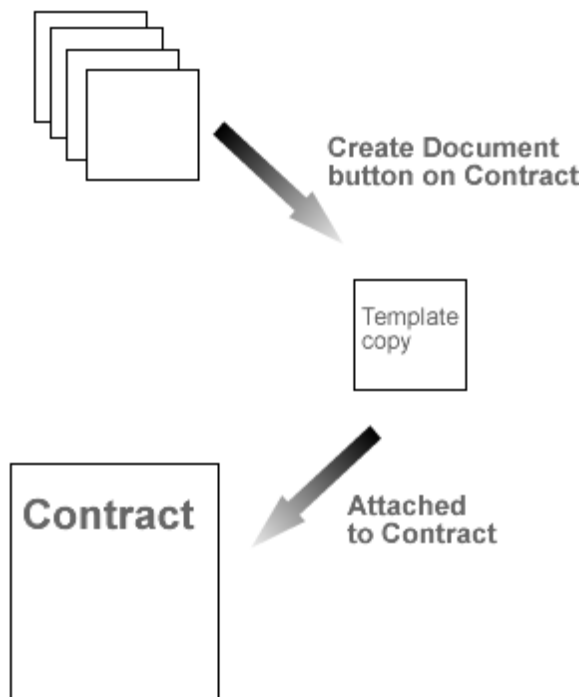 Create Document
button on Contract
Template
copy
Contract
Attached
to Contract